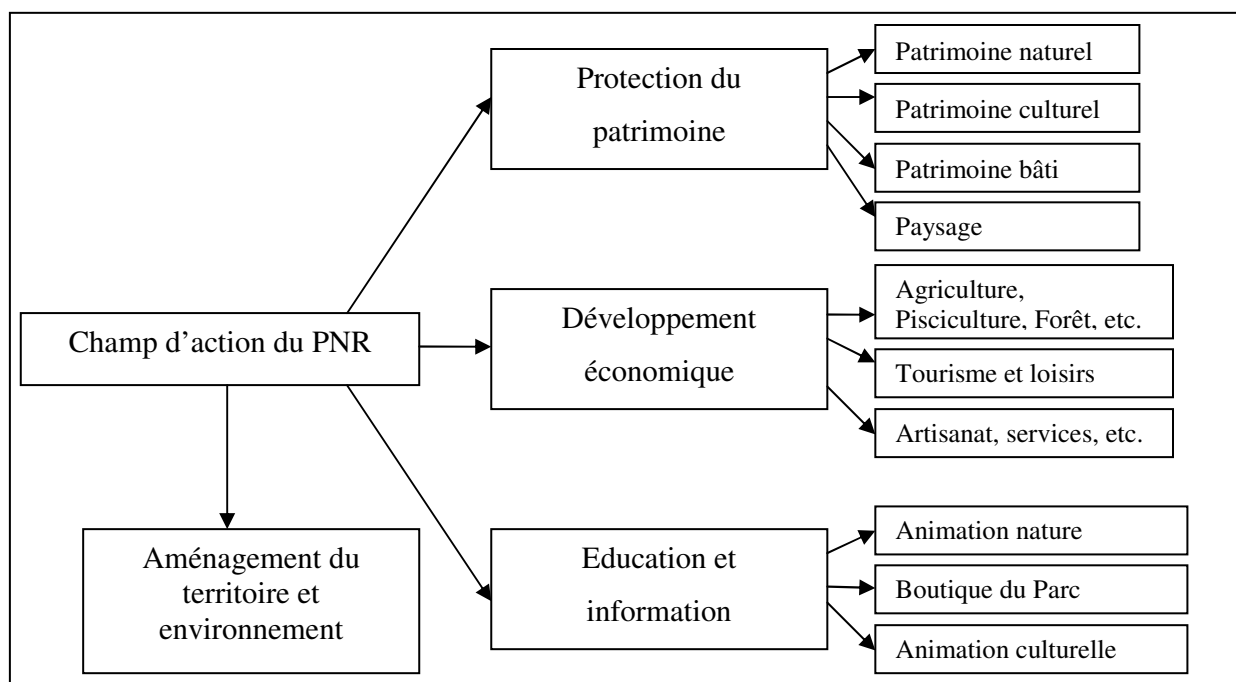 Protection du
patrimoine
Patrimoine naturel
Patrimoine culturel
Patrimoine bâti
Paysage
Champ d’action du PNR
Développement
économique
Agriculture,
Pisciculture, Forêt, etc.
Tourisme et loisirs
Artisanat, services, etc.
Aménagement du
territoire et
environnement
Education et
information
Animation nature
Boutique du Parc
Animation culturelle